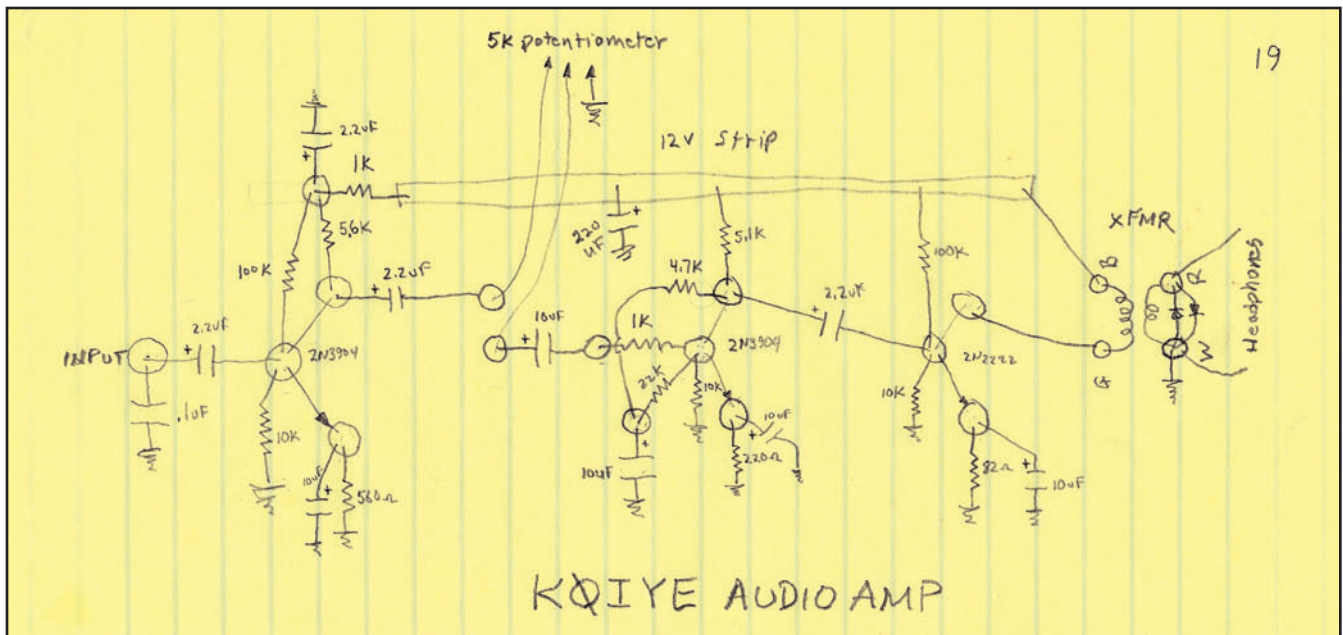 5K potentiometer
19
2.2uF
12V Strip
1K
XFMR
5.6K
220
uF
5.1K
100K
100K
4.7K
B
R
Headphones
2.2uF
2.2uF
10uF
1K
2.2uF
INPUT
2N3904
2N3904
2N2222
G
W
.1uF
22K
10K
10K
10K
10uF
10uF
560Ω
10uF
220Ω
82Ω
10uF
KØIYE AUDIO AMP